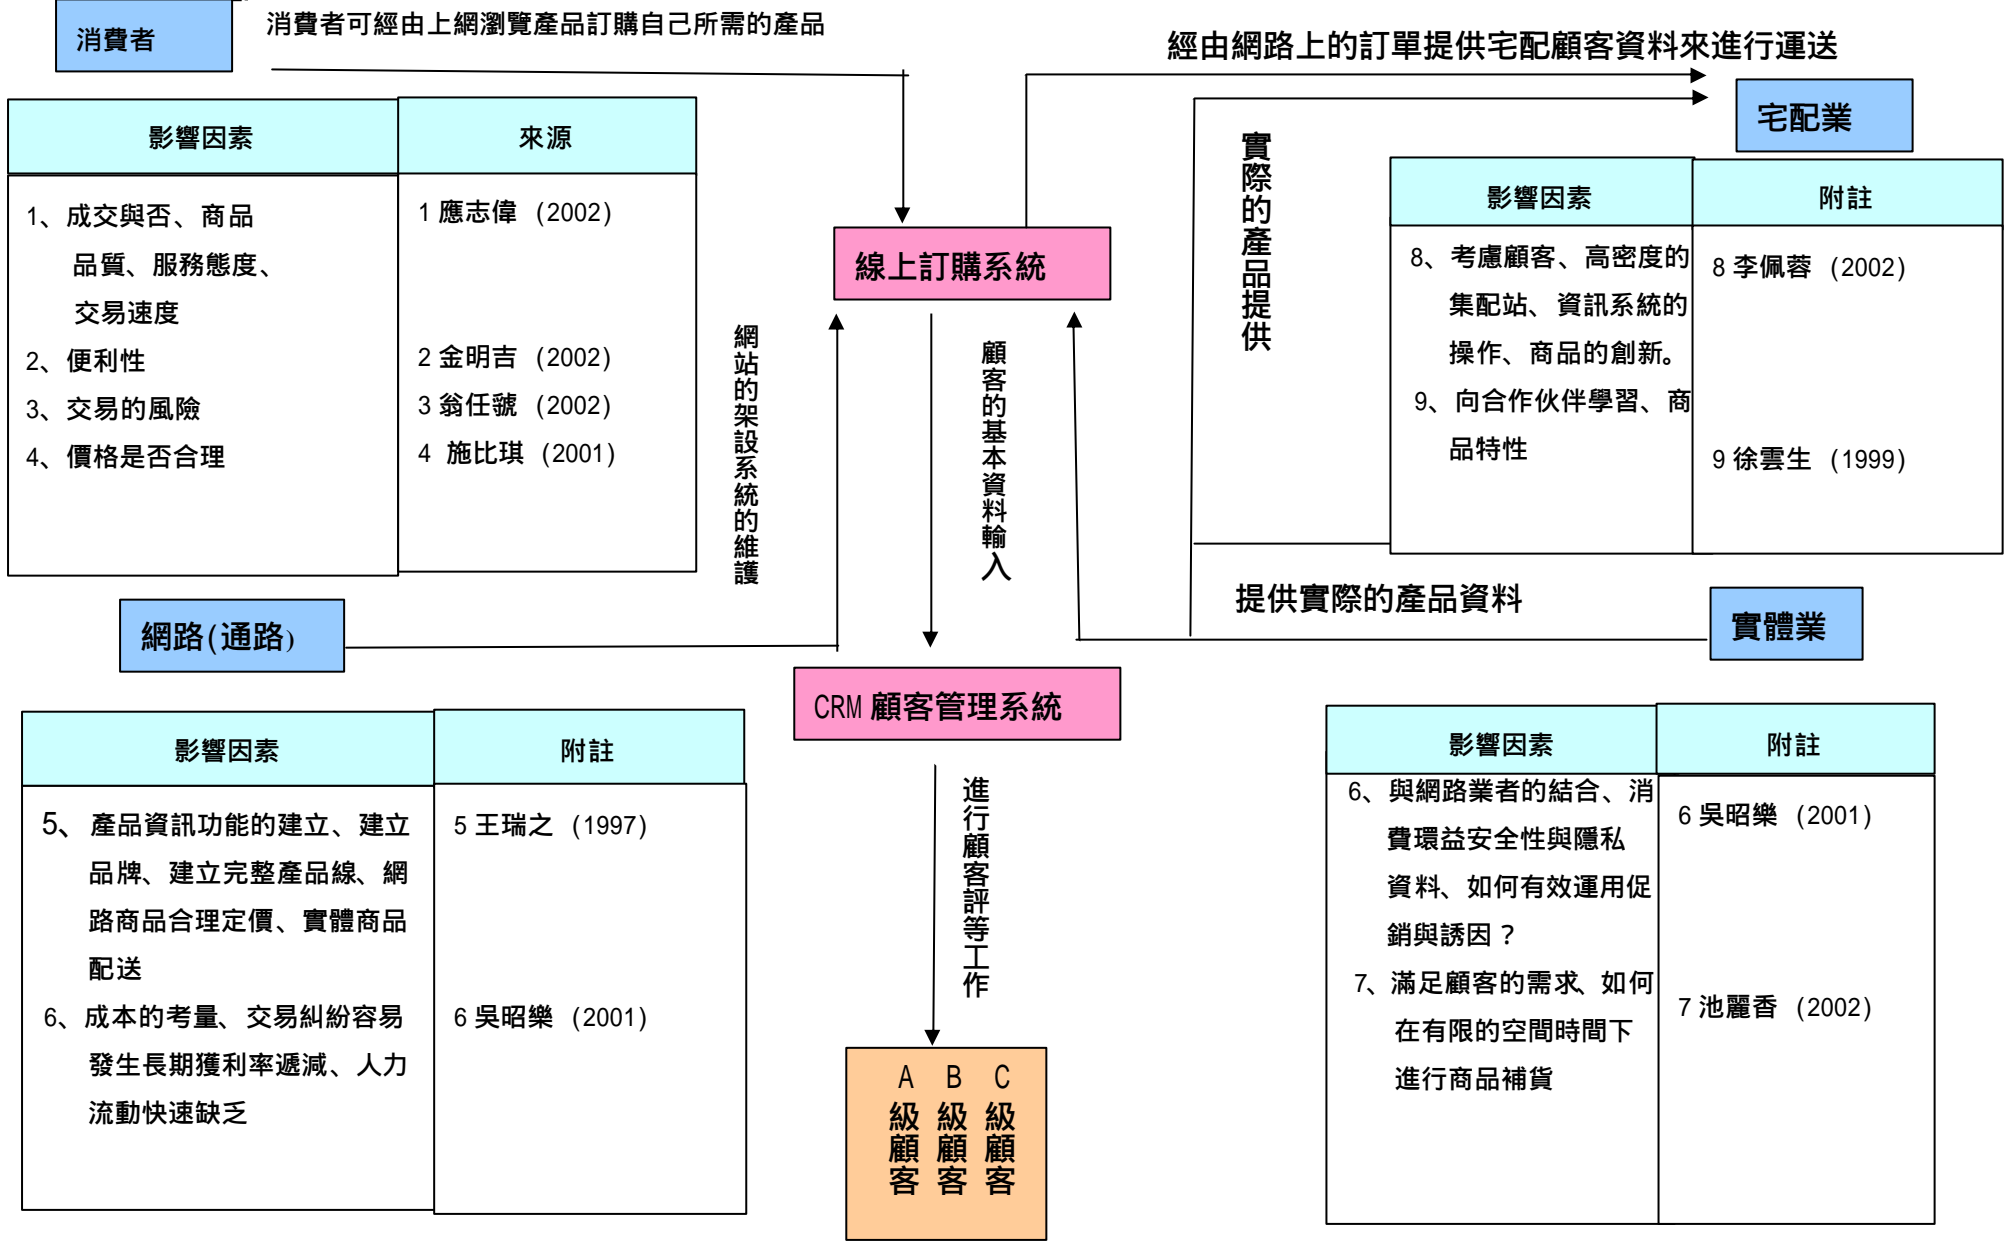 消費者
消費者可經由上網瀏覽產品訂購自己所需的產品
經由網路上的訂單提供宅配顧客資料來進行運送
宅配業
影響因素
來源
1、成交與否、商品
品質、服務態度、
交易速度
2、便利性
3、交易的風險
4、價格是否合理
1 應志偉 (2002)
2 金明吉 (2002)
3 翁任虢 (2002)
4 施比琪 (2001)
線上訂購系統
實際的產品提供
影響因素
附註
8、考慮顧客、高密度的
集配站、資訊系統的
操作、商品的創新。
9、向合作伙伴學習、商
品特性
8 李佩蓉 (2002)
9 徐雲生 (1999)
網站的架設系統的維護
顧客的基本資料輸入
提供實際的產品資料
網路(通路)
實體業
CRM 顧客管理系統
影響因素
附註
5、產品資訊功能的建立、建立
品牌、建立完整產品線、網
路商品合理定價、實體商品
配送
6、成本的考量、交易糾紛容易
發生長期獲利率遞減、人力
流動快速缺乏
5 王瑞之 (1997)
6 吳昭樂 (2001)
進行顧客評等工作
影響因素
附註
6、與網路業者的結合、消
費環益安全性與隱私
資料、如何有效運用促
銷與誘因？
7、滿足顧客的需求、如何
在有限的空間時間下
進行商品補貨
6 吳昭樂 (2001)
7 池麗香 (2002)
A級顧客
B級顧客
C級顧客